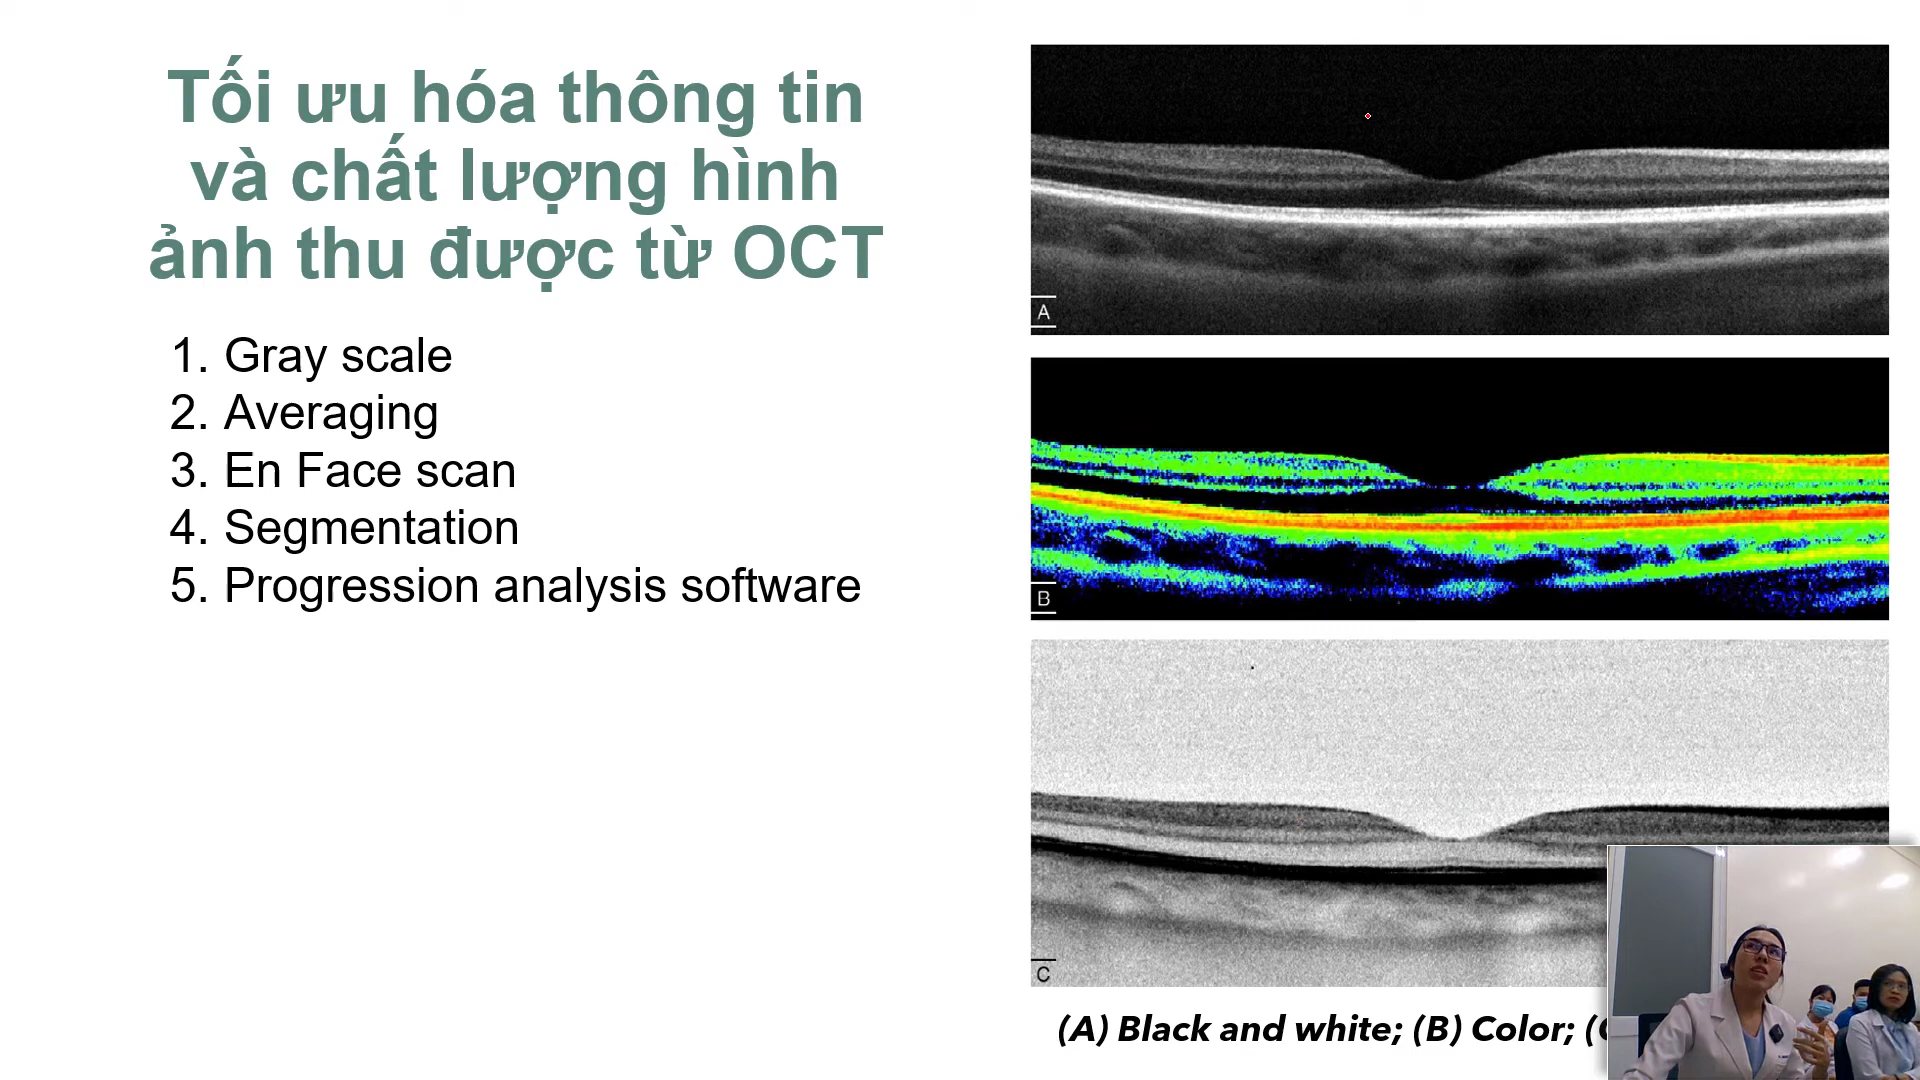 Tối ưu hóa thông tin
và chất lượng hình
ảnh thu được từ OCT
1. Gray scale
2. Averaging
3. En Face scan
4. Segmentation
5. Progression analysis software
A
B
C
(A) Black and white; (B) Color;